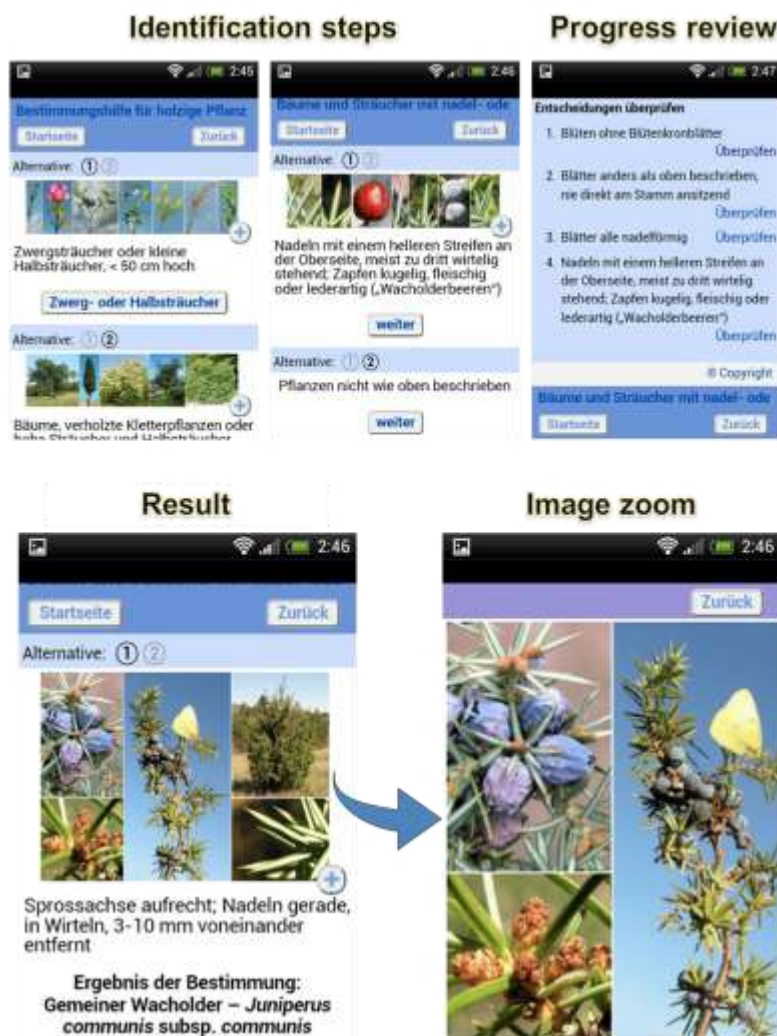 Identification steps
Progress review
2:45
Bestimmungshilfe für holzige Pflanz
Startseite
Zurück
Alternative: 1 2
Zwergsträucher oder kleine
Halbsträucher, < 50 cm hoch
Zwerg- oder Halbsträucher
Alternative: 1 2
Bäume, verholzte Kletterpflanzen oder
hohe Sträucher und Halbsträucher
2:46
Bäume und Sträucher mit nadel- ode
Startseite
Zurück
Alternative: 1 2
Nadeln mit einem helleren Streifen an
der Oberseite, meist zu dritt wirtelig
stehend; Zapfen kugelig, fleischig
oder lederartig („Wacholderbeeren“)
weiter
Alternative: 1 2
Pflanzen nicht wie oben beschrieben
weiter
2:47
Entscheidungen überprüfen
1. Blüten ohne Blütenkronblätter
Überprüfen
2. Blätter anders als oben beschrieben,
nie direkt am Stamm ansitzend
Überprüfen
3. Blätter alle nadelförmig Überprüfen
4. Nadeln mit einem helleren Streifen an
der Oberseite, meist zu dritt wirtelig
stehend; Zapfen kugelig, fleischig oder
lederartig („Wacholderbeeren“)
Überprüfen
© Copyright
Bäume und Sträucher mit nadel- ode
Startseite
Zurück
Result
Image zoom
2:46
Startseite
Zurück
Alternative: 1 2
Sprossachse aufrecht; Nadeln gerade,
in Wirteln, 3-10 mm voneinander
entfernt
Ergebnis der Bestimmung:
Gemeiner Wacholder – Juniperus
communis subsp. communis
2:46
Zurück